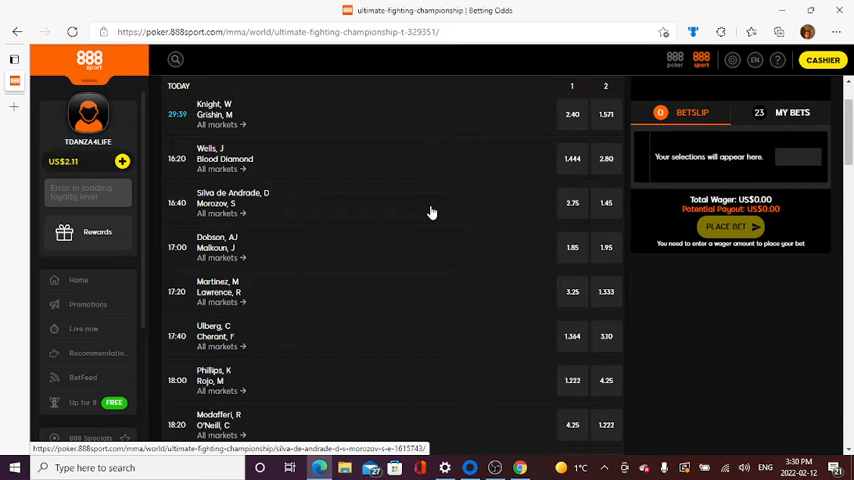 ultimate-fighting-championship | Betting Odds
https://poker.888sport.com/mma/world/ultimate-fighting-championship-t-329351/
888
sport
888
poker
888
sport
EN
?
CASHIER
TDANZA4LIFE
US$2.11
Error in loading
loyalty level
Rewards
Home
Promotions
Live now
Recommendatio...
BetFeed
Up for 8
FREE
888 Specials
TODAY
1
2
29:39
Knight, W
Grishin, M
All markets →
2.40
1.571
16:20
Wells, J
Blood Diamond
All markets →
1.444
2.80
16:40
Silva de Andrade, D
Morozov, S
All markets →
2.75
1.45
17:00
Dobson, AJ
Malkoun, J
All markets →
1.85
1.95
17:20
Martinez, M
Lawrence, R
All markets →
3.25
1.333
17:40
Ulberg, C
Cherant, F
All markets →
1.364
3.10
18:00
Phillips, K
Rojo, M
All markets →
1.222
4.25
18:20
Modafferi, R
O'Neill, C
All markets →
4.25
1.222
0
BETSLIP
23
MY BETS
Your selections will appear here.
Total Wager: US$0.00
Potential Payout: US$0.00
PLACE BET
You need to enter a wager amount to place your bet
https://poker.888sport.com/mma/world/ultimate-fighting-championship/silva-de-andrade-d-v-morozov-s-e-1615743/
Type here to search
27
1°C
ENG
3:30 PM
2022-02-12
21